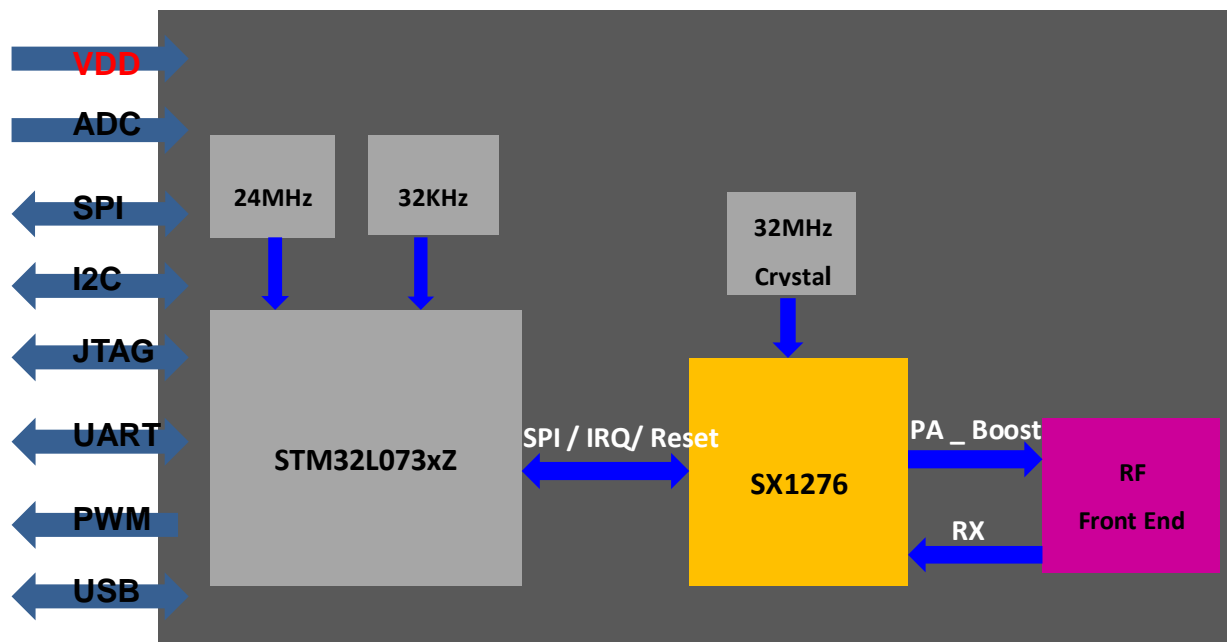 VDD
ADC
SPI
I2C
JTAG
UART
PWM
USB
24MHz
32KHz
32MHz
Crystal
STM32L073xZ
SPI / IRQ/ Reset
SX1276
PA _ Boost
RX
RF
Front End